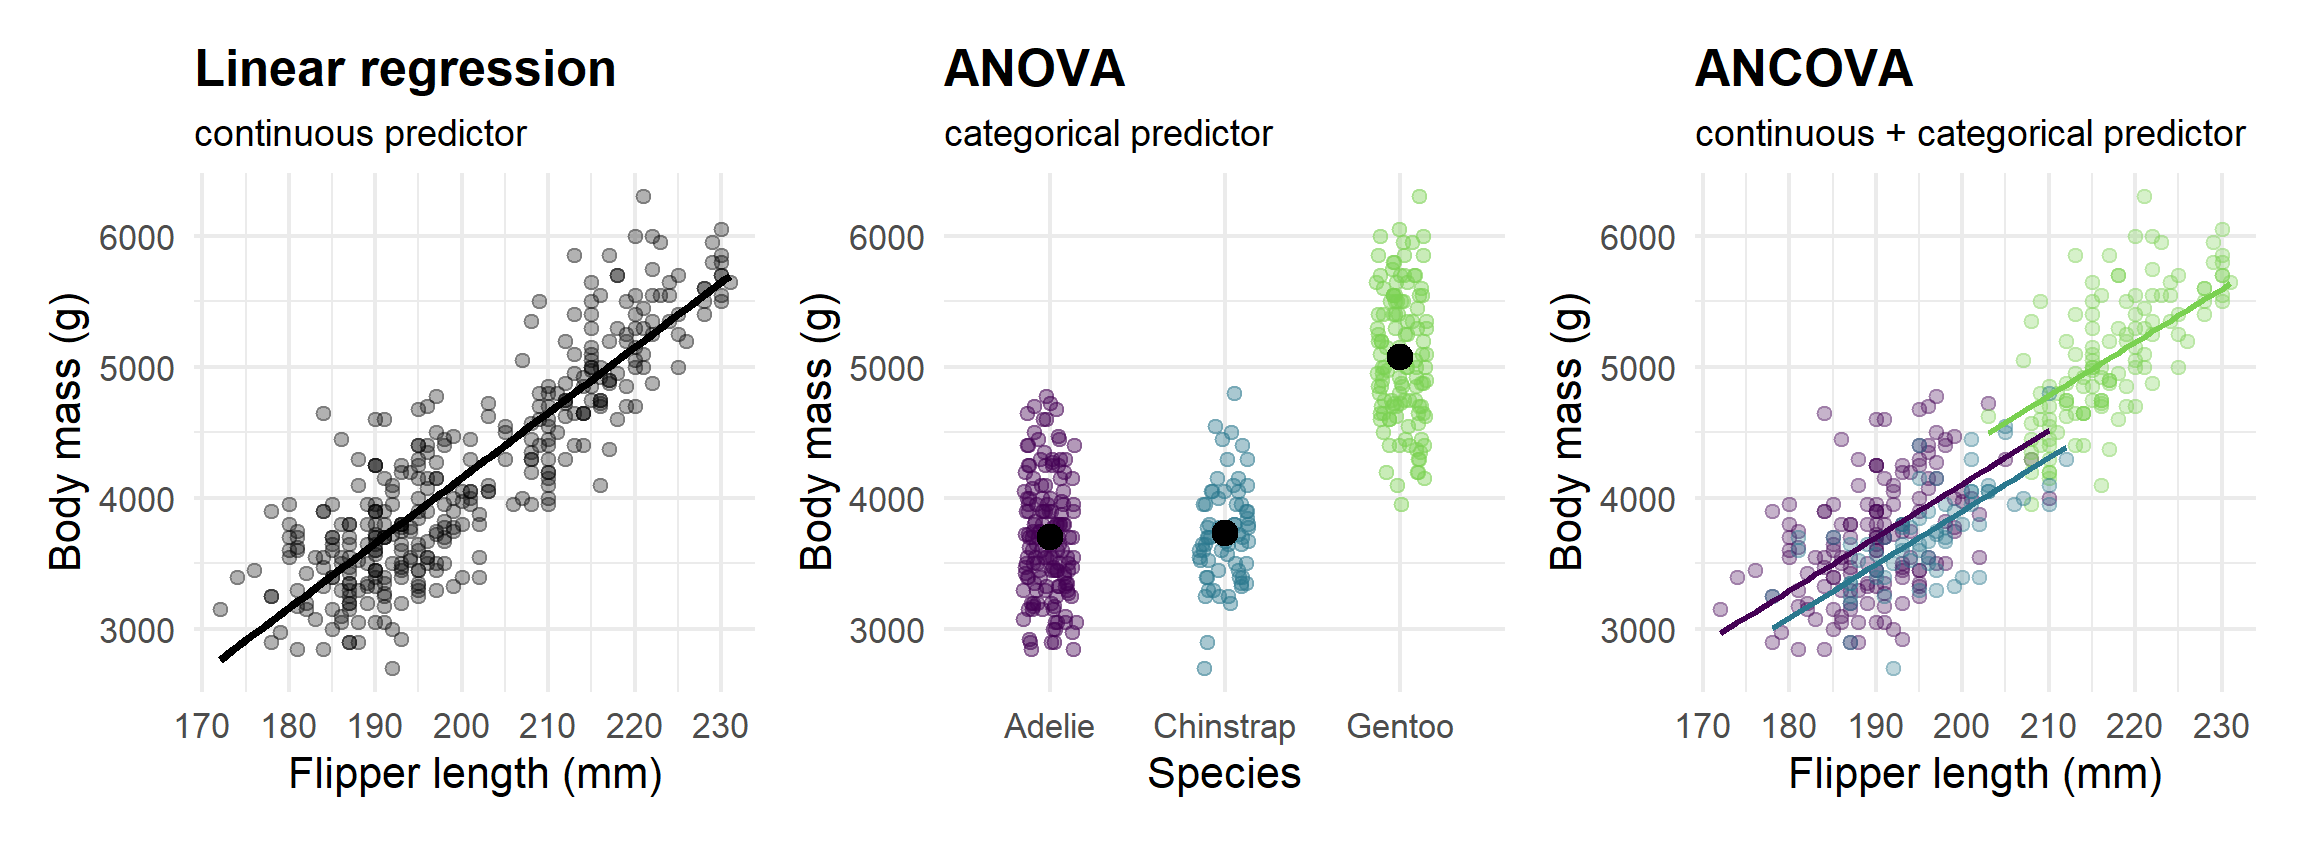 Linear regression
continuous predictor
Body mass (g)
6000
5000
4000
3000
170 180 190 200 210 220 230
Flipper length (mm)
ANOVA
categorical predictor
Body mass (g)
6000
5000
4000
3000
Adelie Chinstrap Gentoo
Species
ANCOVA
continuous + categorical predictor
Body mass (g)
6000
5000
4000
3000
170 180 190 200 210 220 230
Flipper length (mm)